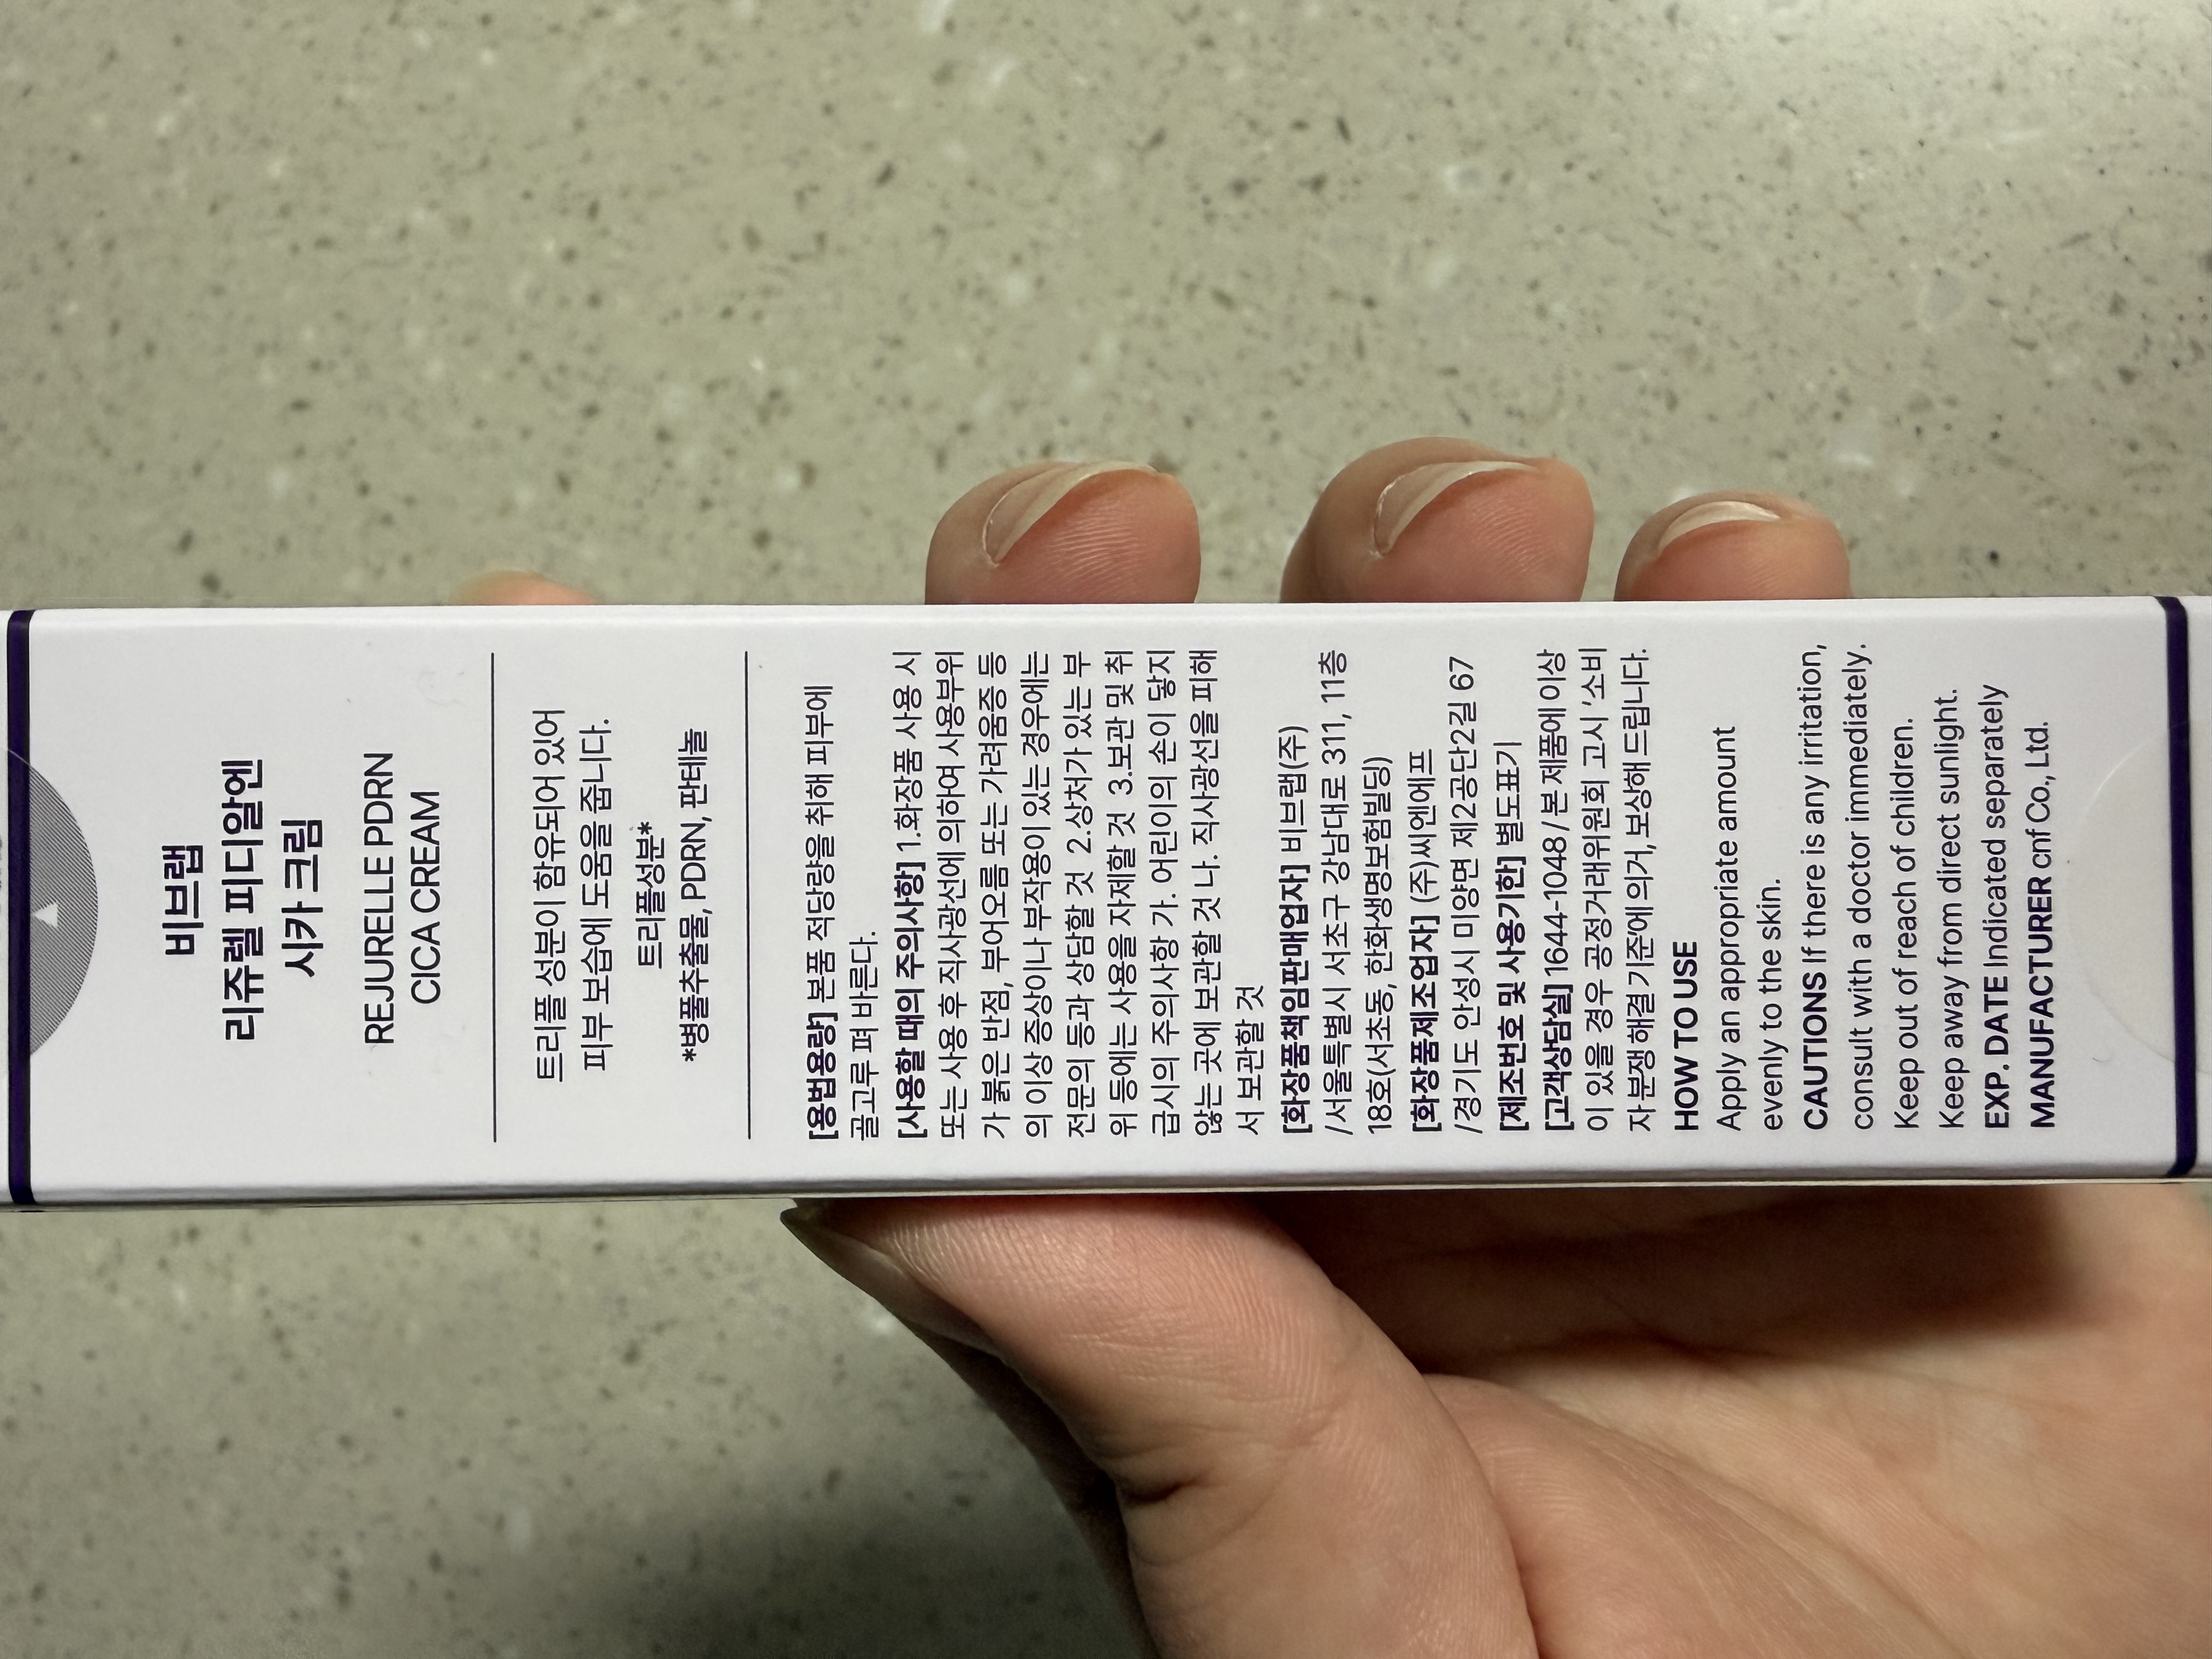 비브랩
리쥬렐 피디알엔
시카 크림
REJURELLE PDRN
CICA CREAM
트리플 성분이 함유되어 있어
피부 보습에 도움을 줍니다.
트리플성분*
*병풀추출물, PDRN, 판테놀
[용법용량] 본품 적당량을 취해 피부에
골고루 펴 바른다.
[사용할 때의 주의사항] 1.화장품 사용 시
또는 사용 후 직사광선에 의하여 사용부위
가 붉은 반점, 부어오름 또는 가려움증 등
의 이상 증상이나 부작용이 있는 경우에는
전문의 등과 상담할 것 2.상처가 있는 부
위 등에는 사용을 자제할 것 3.보관 및 취
급시의 주의사항 가. 어린이의 손이 닿지
않는 곳에 보관할 것 나. 직사광선을 피해
서 보관할 것
[화장품책임판매업자] 비브랩(주)
/서울특별시 서초구 강남대로 311, 11층
18호(서초동, 한화생명보험빌딩)
[화장품제조업자] (주)씨엔에프
/경기도 안성시 미양면 제2공단2길 67
[제조번호 및 사용기한] 별도표기
[고객상담실] 1644-1048 / 본 제품에 이상
이 있을 경우 공정거래위원회 고시 '소비
자분쟁 해결 기준'에 의거, 보상해 드립니다.
HOW TO USE
Apply an appropriate amount
evenly to the skin.
CAUTIONS If there is any irritation,
consult with a doctor immediately.
Keep out of reach of children.
Keep away from direct sunlight.
EXP. DATE Indicated separately
MANUFACTURER cnf Co., Ltd.